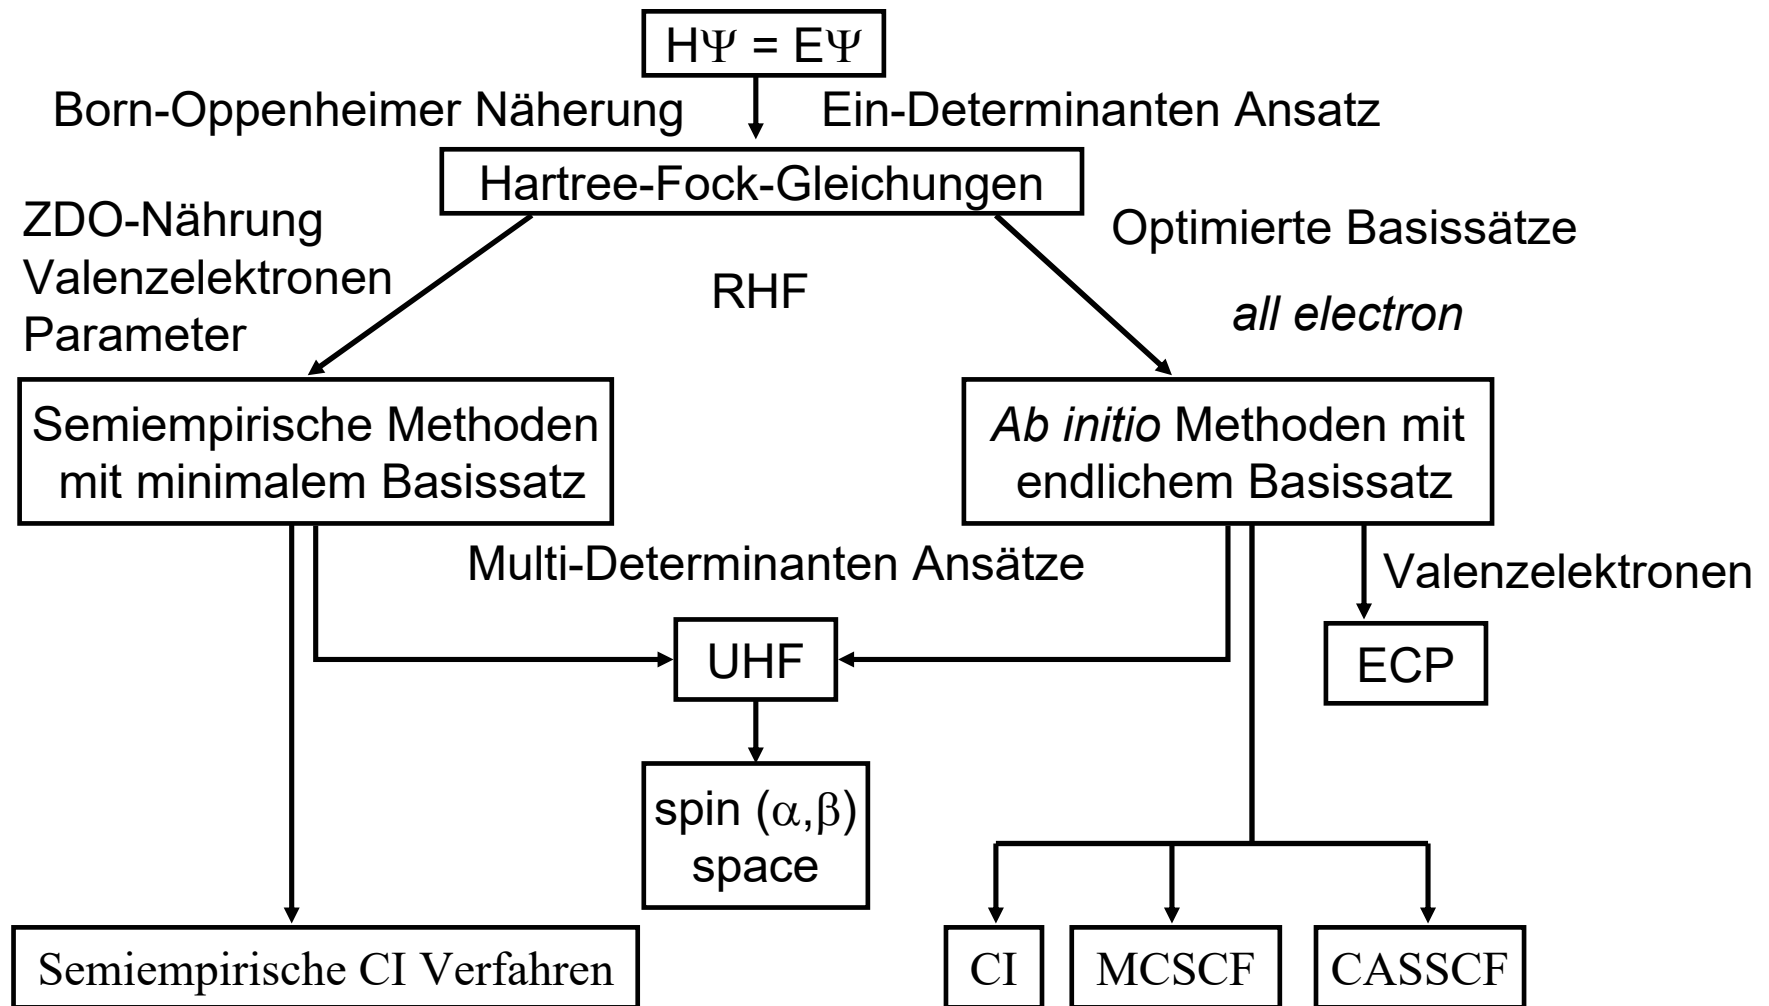 HΨ = EΨ
Born-Oppenheimer Näherung
Ein-Determinanten Ansatz
Hartree-Fock-Gleichungen
ZDO-Nährung
Valenzelektronen
Parameter
RHF
Optimierte Basissätze
all electron
Semiempirische Methoden
mit minimalem Basissatz
Ab initio Methoden mit
endlichem Basissatz
Multi-Determinanten Ansätze
Valenzelektronen
UHF
ECP
spin (α,β)
space
Semiempirische CI Verfahren
CI
MCSCF
CASSCF